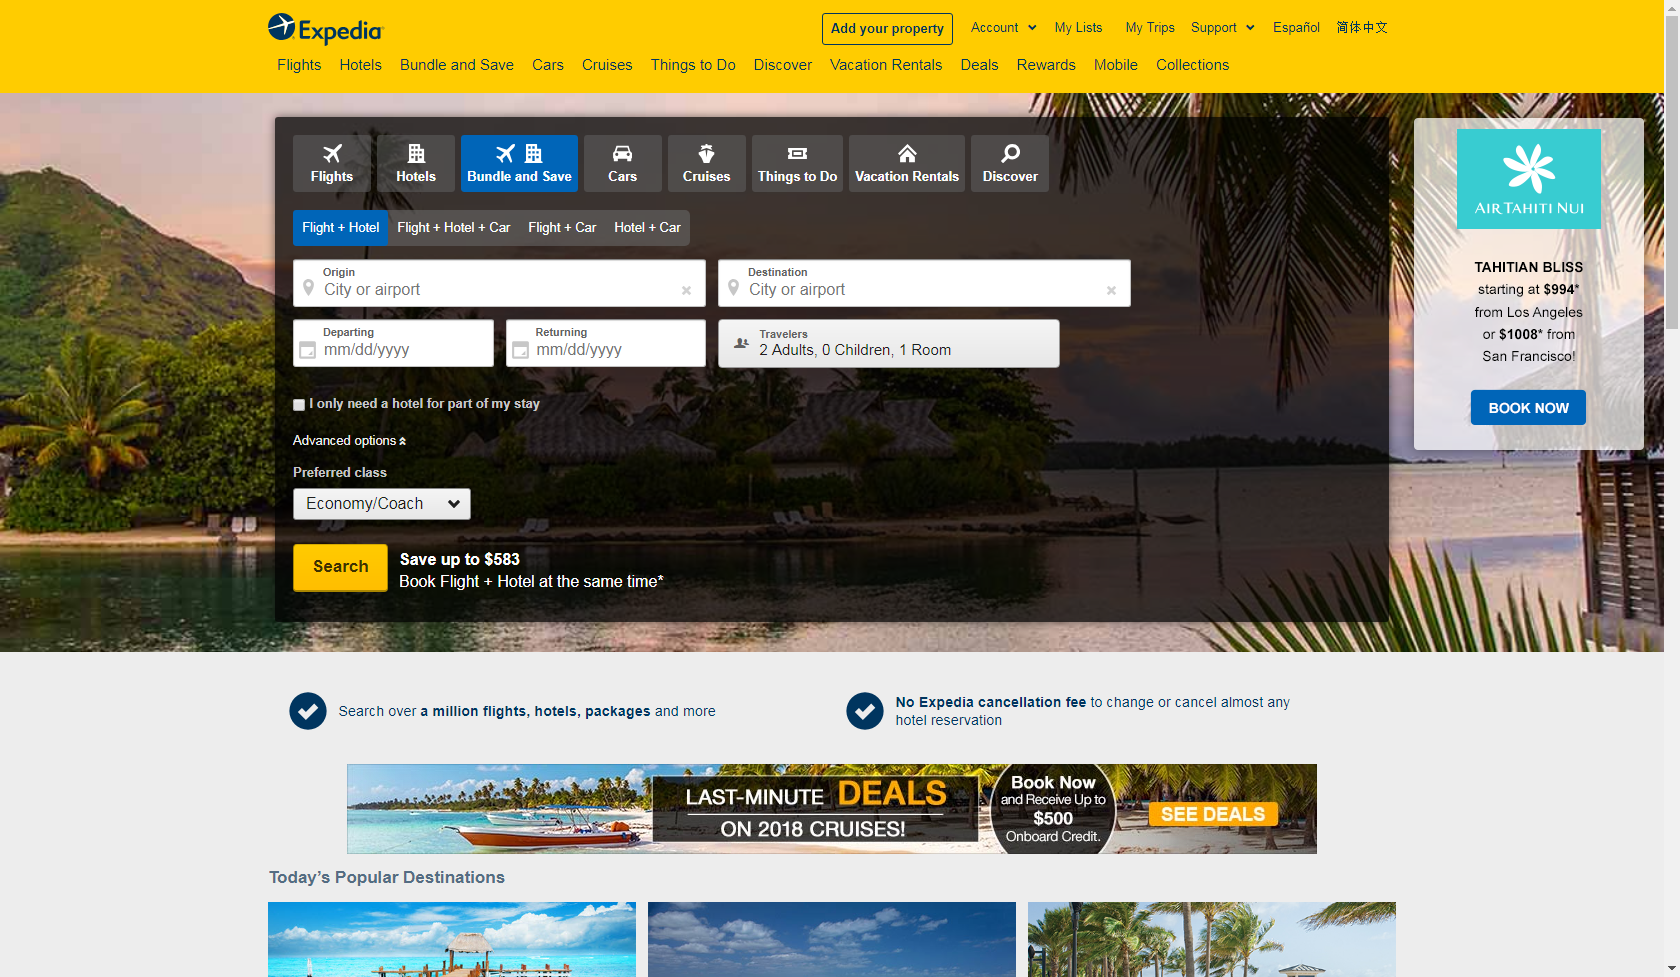 Expedia
Add your property
Account
My Lists
My Trips
Support
Español
简体中文
Flights
Hotels
Bundle and Save
Cars
Cruises
Things to Do
Discover
Vacation Rentals
Deals
Rewards
Mobile
Collections
Flights
Hotels
Bundle and Save
Cars
Cruises
Things to Do
Vacation Rentals
Discover
Flight + Hotel
Flight + Hotel + Car
Flight + Car
Hotel + Car
Origin
City or airport
Destination
City or airport
Departing
mm/dd/yyyy
Returning
mm/dd/yyyy
Travelers
2 Adults, 0 Children, 1 Room
I only need a hotel for part of my stay
Advanced options
Preferred class
Economy/Coach
Search
Save up to $583
Book Flight + Hotel at the same time*
AIR TAHITI NUI
TAHITIAN BLISS
starting at $994*
from Los Angeles
or $1008* from
San Francisco!
BOOK NOW
Search over a million flights, hotels, packages and more
No Expedia cancellation fee to change or cancel almost any
hotel reservation
LAST-MINUTE DEALS
ON 2018 CRUISES!
Book Now
and Receive Up to
$500
Onboard Credit.
SEE DEALS
Today's Popular Destinations